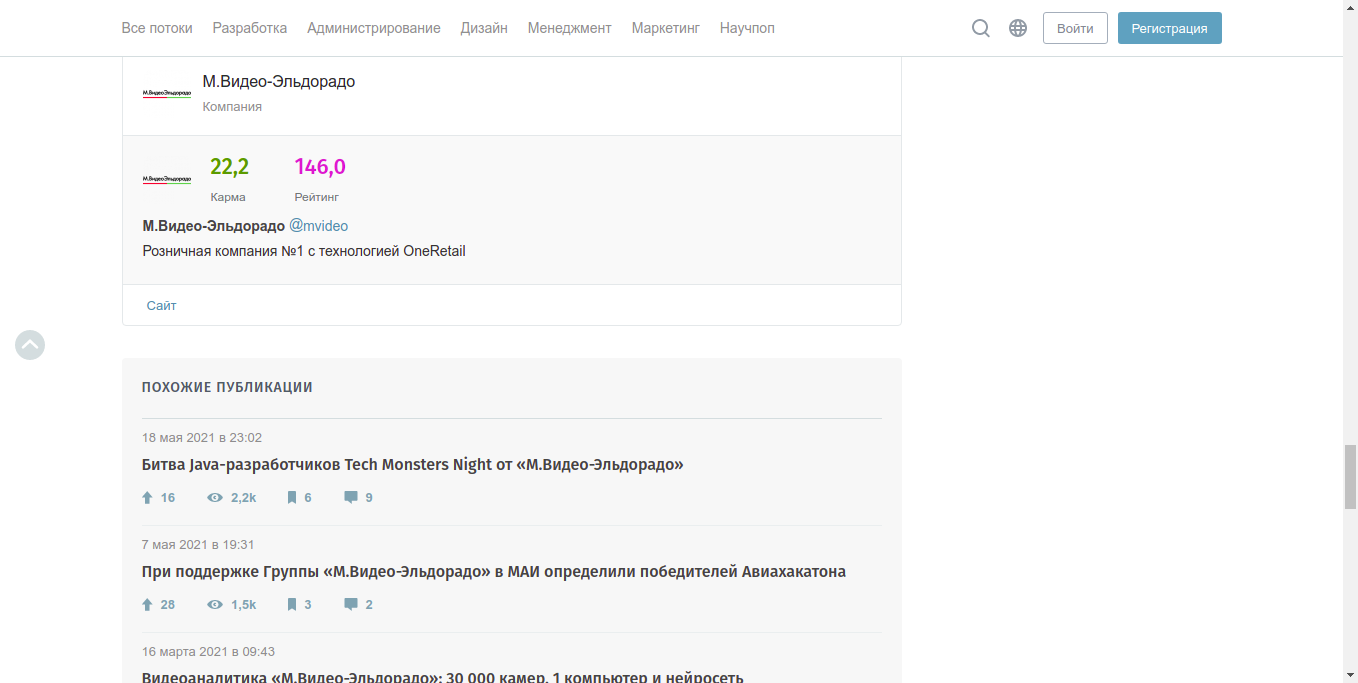 Все потоки Разработка Администрирование Дизайн Менеджмент Маркетинг Научпоп Войти Регистрация
М.ВидеоЭльдорадо
М.Видео-Эльдорадо
Компания
М.ВидеоЭльдорадо
22,2 146,0
Карма Рейтинг
М.Видео-Эльдорадо @mvideo
Розничная компания №1 с технологией OneRetail
Сайт
ПОХОЖИЕ ПУБЛИКАЦИИ
18 мая 2021 в 23:02
Битва Java-разработчиков Tech Monsters Night от «М.Видео-Эльдорадо»
16 2,2k 6 9
7 мая 2021 в 19:31
При поддержке Группы «М.Видео-Эльдорадо» в МАИ определили победителей Авиахакатона
28 1,5k 3 2
16 марта 2021 в 09:43
Видеоаналитика «М.Видео-Эльдорадо»: 30 000 камер, 1 компьютер и нейросеть